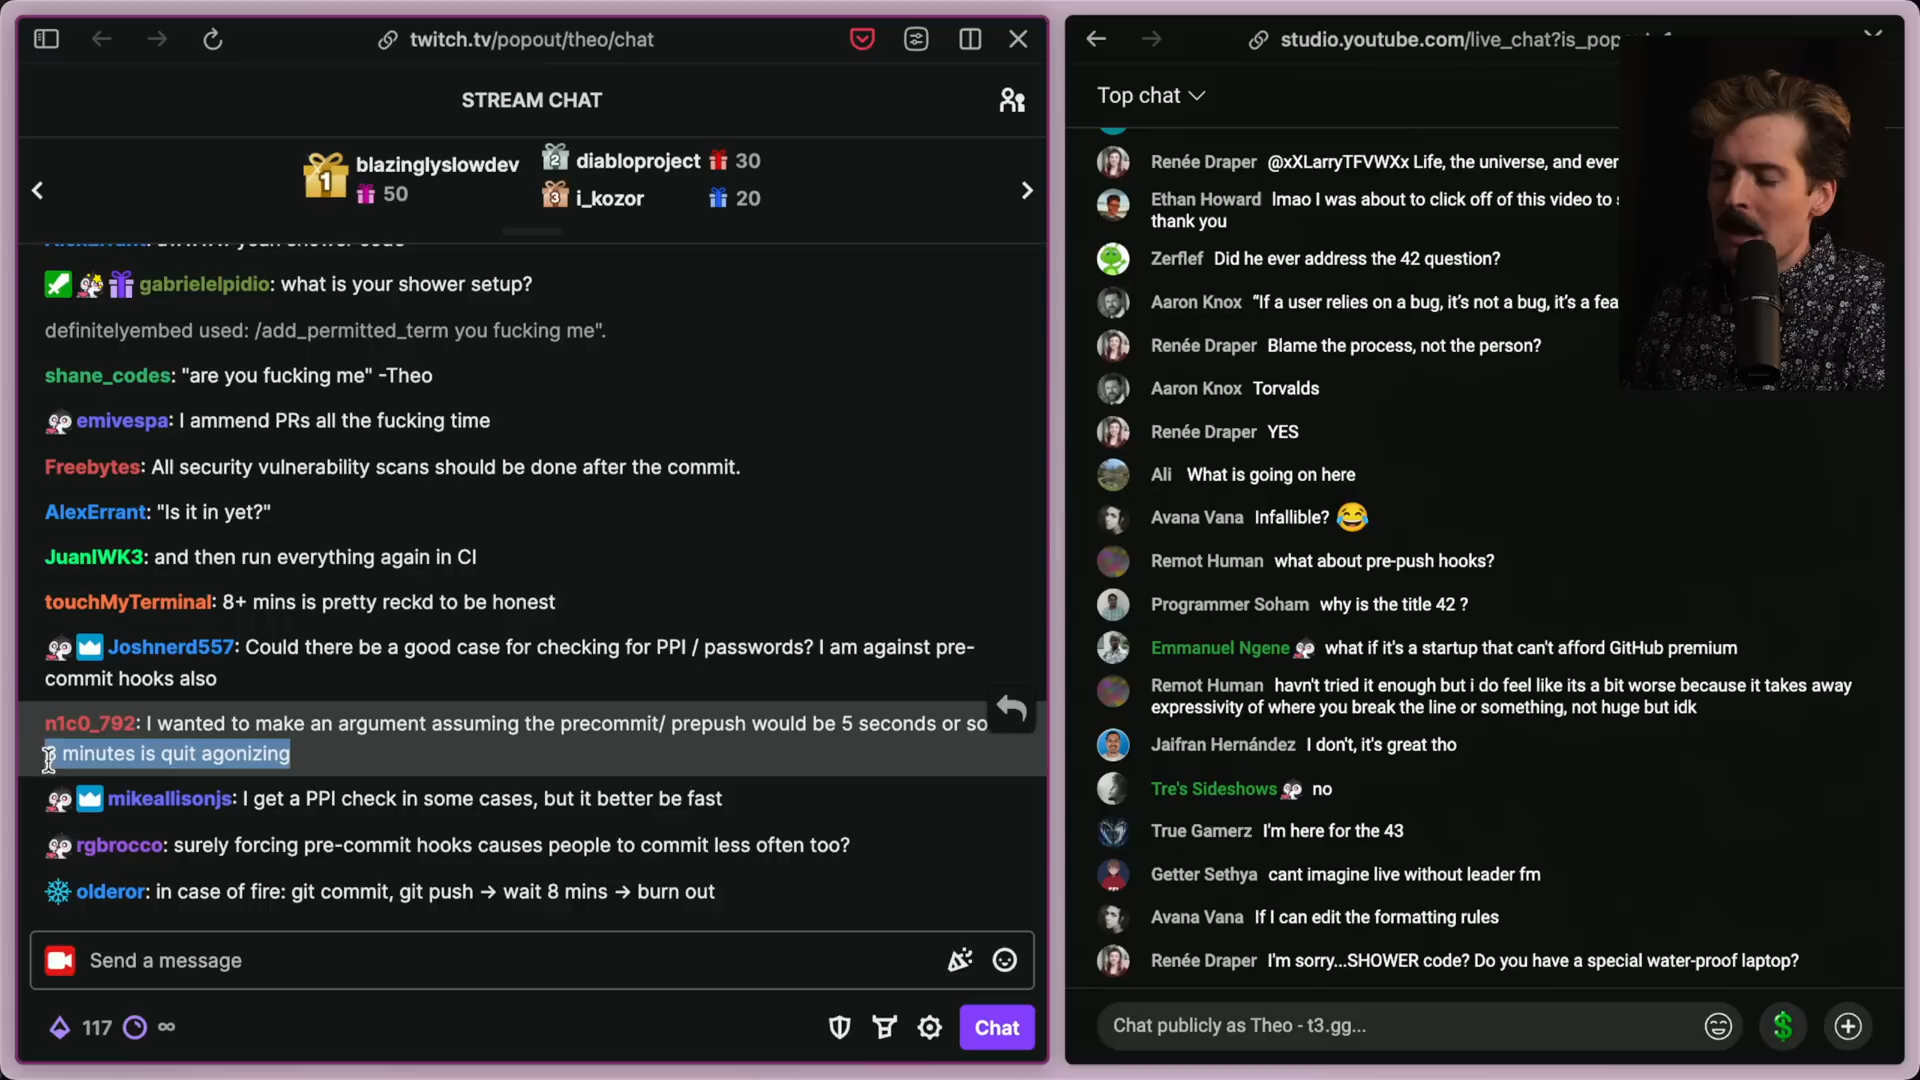 twitch.tv/popout/theo/chat
STREAM CHAT
1
blazinglyslowdev
50
2
diabloproject
30
3
i_kozor
20
gabrielelpidio: what is your shower setup?
definitelyembed used: /add_permitted_term you fucking me".
shane_codes: "are you fucking me" -Theo
emivespa: I ammend PRs all the fucking time
Freebytes: All security vulnerability scans should be done after the commit.
AlexErrant: "Is it in yet?"
JuanIWK3: and then run everything again in CI
touchMyTerminal: 8+ mins is pretty reckd to be honest
Joshnerd557: Could there be a good case for checking for PPI / passwords? I am against pre-
commit hooks also
n1c0_792: I wanted to make an argument assuming the precommit/ prepush would be 5 seconds or so
minutes is quit agonizing
mikeallisonjs: I get a PPI check in some cases, but it better be fast
rgbrocco: surely forcing pre-commit hooks causes people to commit less often too?
olderor: in case of fire: git commit, git push → wait 8 mins → burn out
Send a message
117
∞
Chat
studio.youtube.com/live_chat?is_pop
Top chat
Renée Draper @xXLarryTFVWXx Life, the universe, and ever
Ethan Howard lmao I was about to click off of this video to
thank you
Zerflef Did he ever address the 42 question?
Aaron Knox “If a user relies on a bug, it’s not a bug, it’s a fea
Renée Draper Blame the process, not the person?
Aaron Knox Torvalds
Renée Draper YES
Ali What is going on here
Avana Vana Infallible? 😂
Remot Human what about pre-push hooks?
Programmer Soham why is the title 42 ?
Emmanuel Ngene what if it's a startup that can't afford GitHub premium
Remot Human havn't tried it enough but i do feel like its a bit worse because it takes away
expressivity of where you break the line or something, not huge but idk
Jaifran Hernández I don't, it's great tho
Tre's Sideshows no
True Gamerz I'm here for the 43
Getter Sethya cant imagine live without leader fm
Avana Vana If I can edit the formatting rules
Renée Draper I'm sorry...SHOWER code? Do you have a special water-proof laptop?
Chat publicly as Theo - t3.gg...